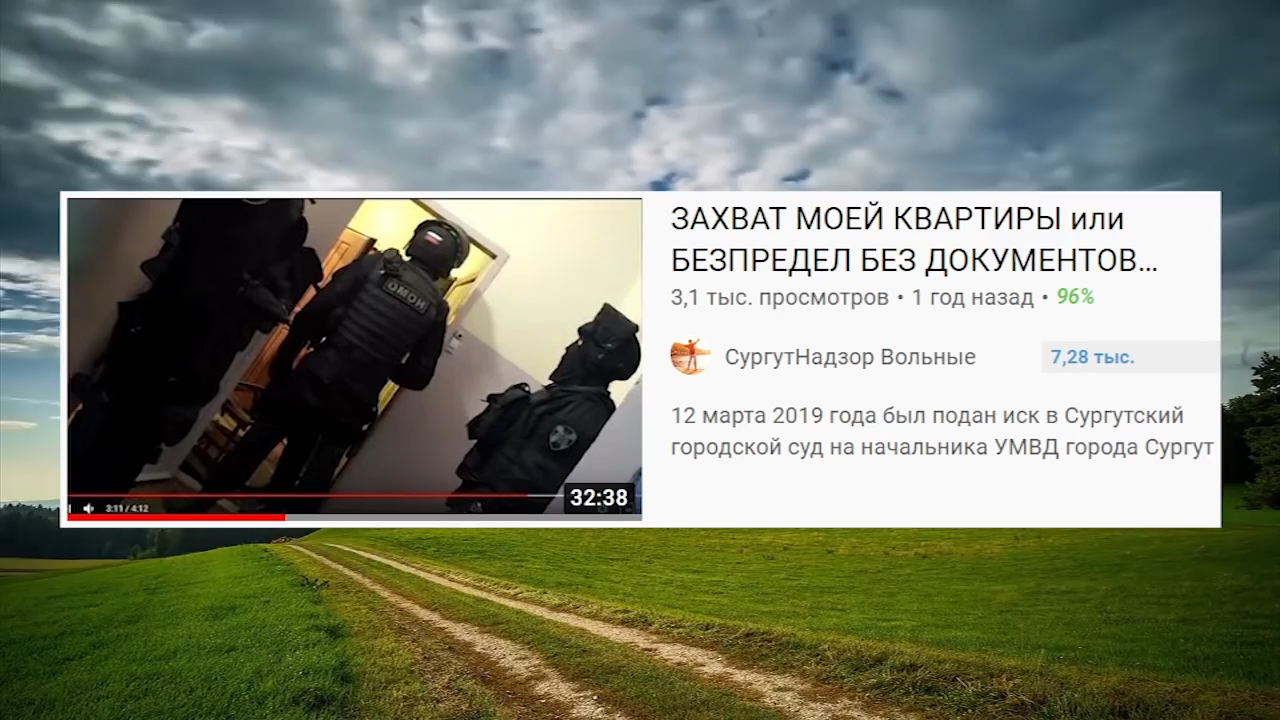 ЗАХВАТ МОЕЙ КВАРТИРЫ или
БЕЗПРЕДЕЛ БЕЗ ДОКУМЕНТОВ...
3,1 тыс. просмотров • 1 год назад • 96%
СургутНадзор Вольные
7,28 тыс.
12 марта 2019 года был подан иск в Сургутский
городской суд на начальника УМВД города Сургут
ОМОН
3:11 / 4:12
32:38